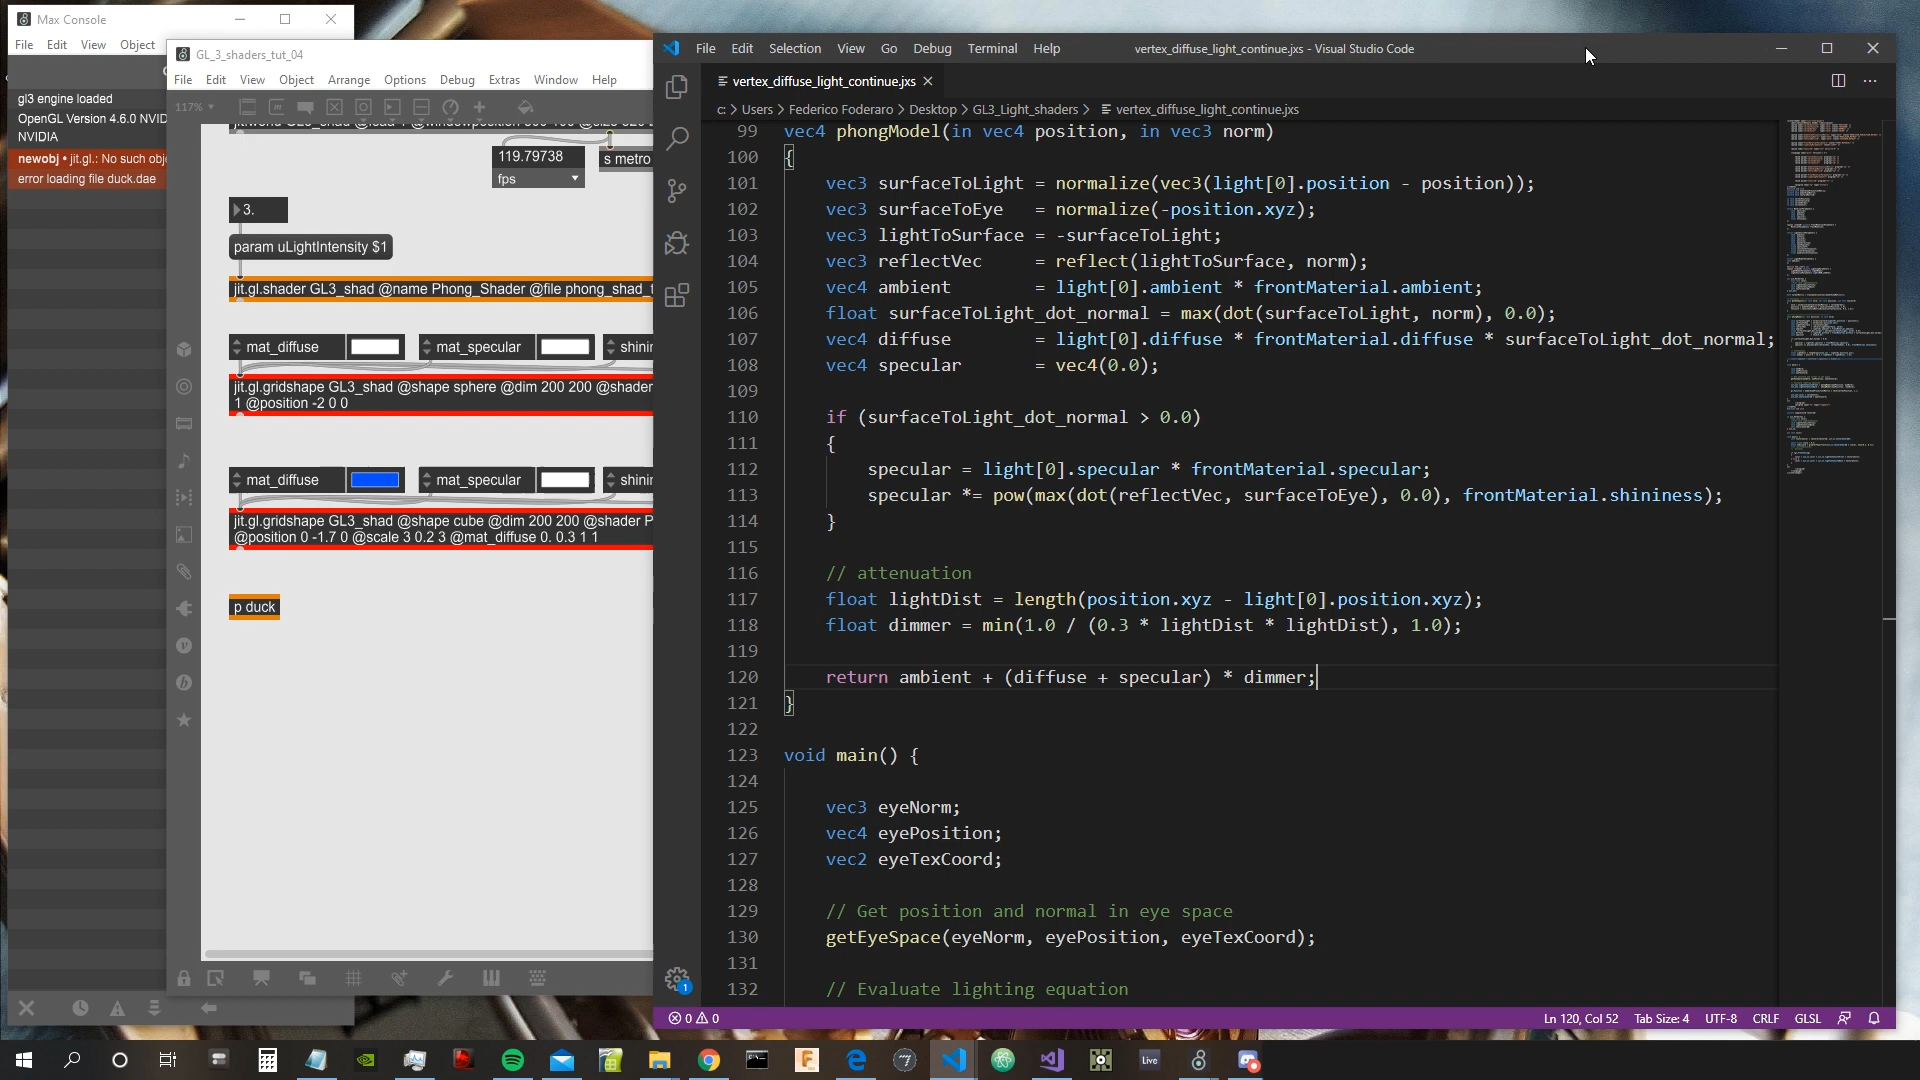 Max Console
File Edit View Object
gl3 engine loaded
OpenGL Version 4.6.0 NVID
NVIDIA
newobj • jit.gl.: No such obj
error loading file duck.dae
GL_3_shaders_tut_04
File Edit View Object Arrange Options Debug Extras Window Help
117%
119.79738
fps
s metro
3.
param uLightIntensity $1
jit.gl.shader GL3_shad @name Phong_Shader @file phong_shad_t
mat_diffuse
mat_specular
shinin
jit.gl.gridshape GL3_shad @shape sphere @dim 200 200 @shader
1 @position -2 0 0
mat_diffuse
mat_specular
shinin
jit.gl.gridshape GL3_shad @shape cube @dim 200 200 @shader P
@position 0 -1.7 0 @scale 3 0.2 3 @mat_diffuse 0. 0.3 1 1
p duck
File Edit Selection View Go Debug Terminal Help
vertex_diffuse_light_continue.jxs - Visual Studio Code
vertex_diffuse_light_continue.jxs
c: > Users > Federico Foderaro > Desktop > GL3_Light_shaders > vertex_diffuse_light_continue.jxs
99 vec4 phongModel(in vec4 position, in vec3 norm)
100 {
101 vec3 surfaceToLight = normalize(vec3(light[0].position - position));
102 vec3 surfaceToEye = normalize(-position.xyz);
103 vec3 lightToSurface = -surfaceToLight;
104 vec3 reflectVec = reflect(lightToSurface, norm);
105 vec4 ambient = light[0].ambient * frontMaterial.ambient;
106 float surfaceToLight_dot_normal = max(dot(surfaceToLight, norm), 0.0);
107 vec4 diffuse = light[0].diffuse * frontMaterial.diffuse * surfaceToLight_dot_normal;
108 vec4 specular = vec4(0.0);
109
110 if (surfaceToLight_dot_normal > 0.0)
111 {
112 specular = light[0].specular * frontMaterial.specular;
113 specular *= pow(max(dot(reflectVec, surfaceToEye), 0.0), frontMaterial.shininess);
114 }
115
116 // attenuation
117 float lightDist = length(position.xyz - light[0].position.xyz);
118 float dimmer = min(1.0 / (0.3 * lightDist * lightDist), 1.0);
119
120 return ambient + (diffuse + specular) * dimmer;
121 }
122
123 void main() {
124
125 vec3 eyeNorm;
126 vec4 eyePosition;
127 vec2 eyeTexCoord;
128
129 // Get position and normal in eye space
130 getEyeSpace(eyeNorm, eyePosition, eyeTexCoord);
131
132 // Evaluate lighting equation
1
0 0
Ln 120, Col 52 Tab Size: 4 UTF-8 CRLF GLSL
Live